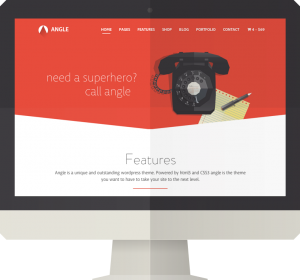 ANGLE
HOME PAGES FEATURES SHOP BLOG PORTFOLIO CONTACT
need a superhero?
call angle
Features
Angle is a unique and outstanding wordpress theme. Powered by html5 and CSS3 angle is the theme
you want to have to take your site to the next level.